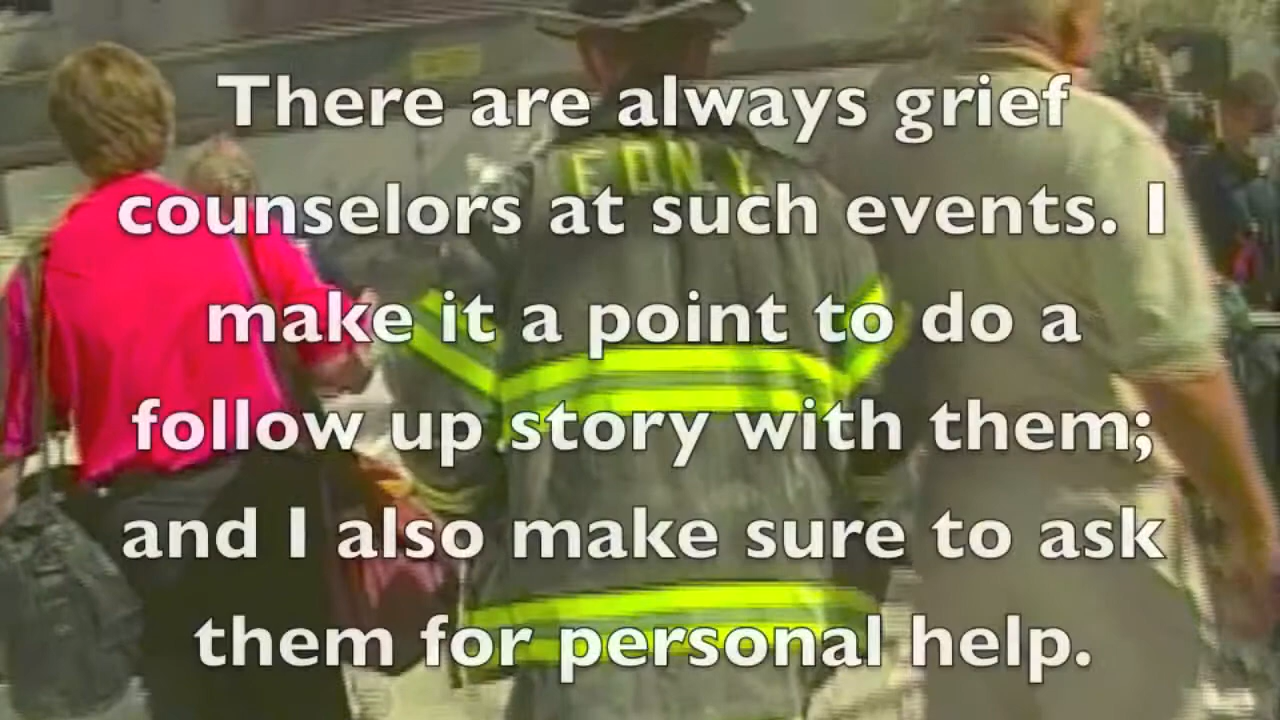 There are always grief
counselors at such events. I
make it a point to do a
follow up story with them;
and I also make sure to ask
them for personal help.
F.D.N.Y.